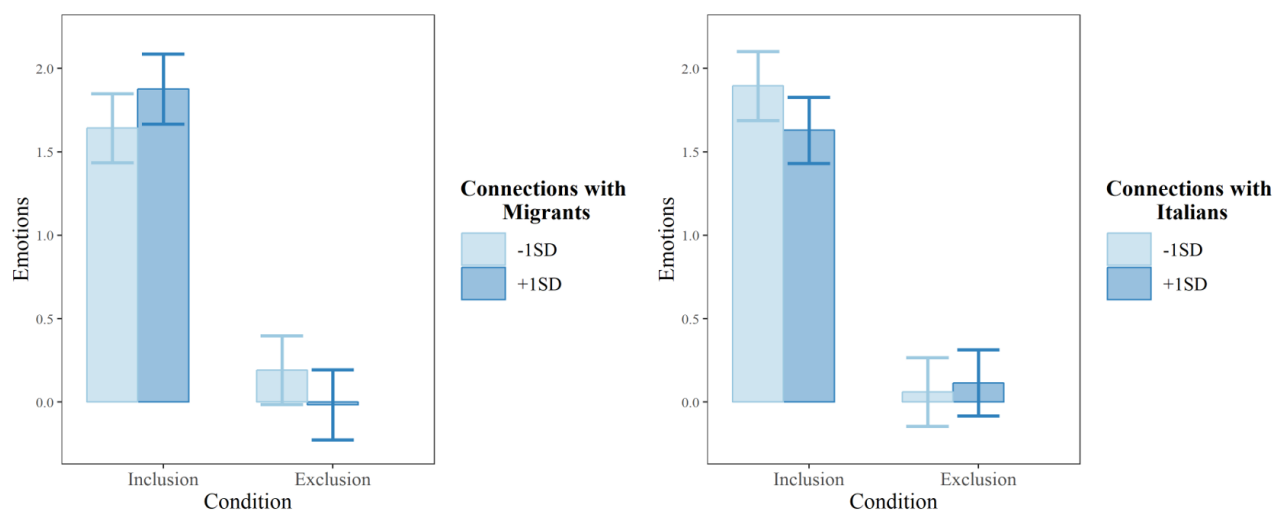 2.0
1.5
1.0
0.5
0.0
Emotions
Inclusion Exclusion
Condition
Connections with
Migrants
-1SD
+1SD
2.0
1.5
1.0
0.5
0.0
Emotions
Inclusion Exclusion
Condition
Connections with
Italians
-1SD
+1SD